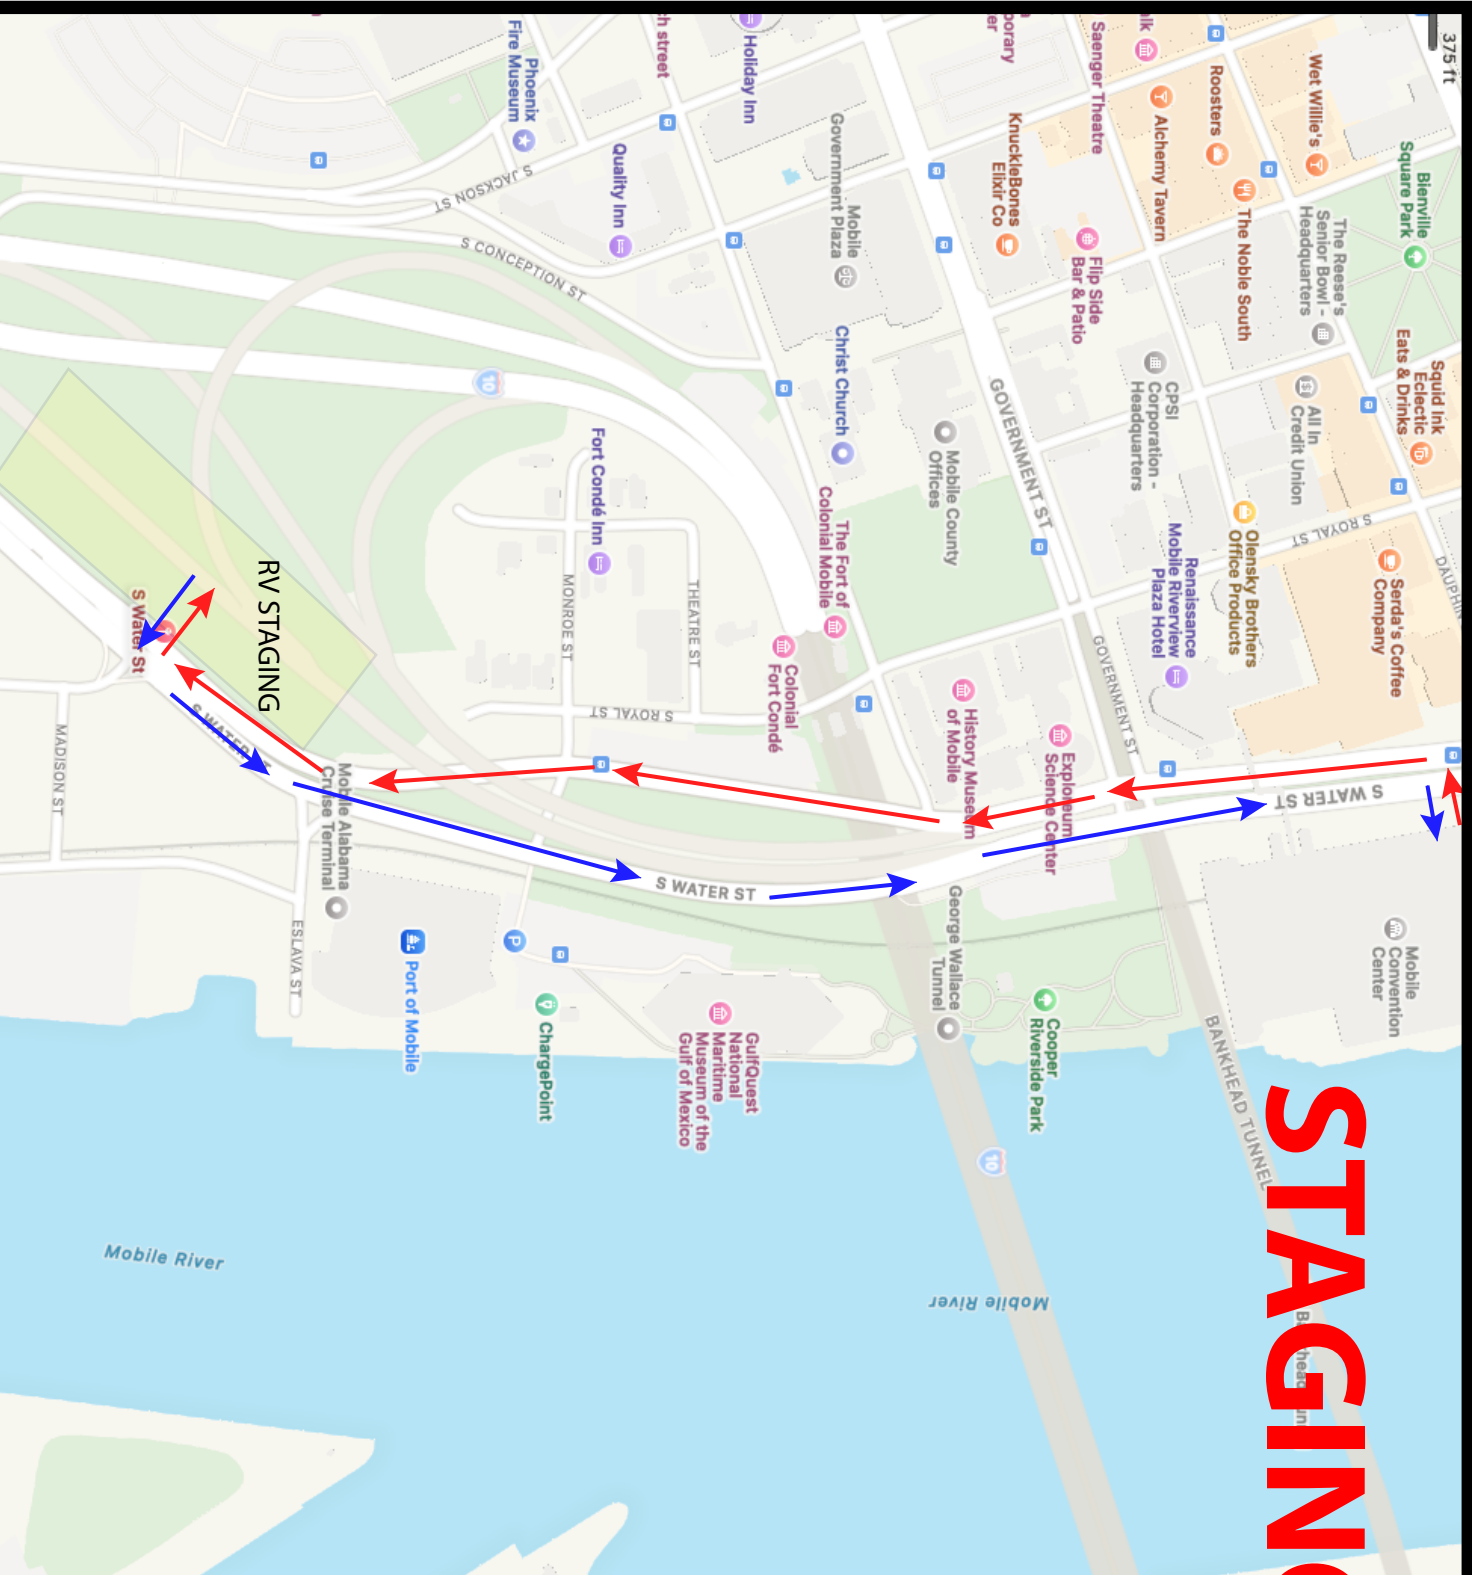 375 ft
STAGIN
Bienville
Square Park
Wet Willie's
The Reese's
Senior Bowl -
Headquarters
Squid Ink
Eclectic
Eats & Drinks
DAUPHIN
Serda's Coffee
Company
S WATER ST
Mobile
Convention
Center
Roosters
The Noble South
All In
Credit Union
S ROYAL ST
Olensky Brothers
Office Products
Alchemy Tavern
CPSI
Corporation -
Headquarters
Renaissance
Mobile Riverview
Plaza Hotel
BANKHEAD TUNNEL
Saenger Theatre
Flip Side
Bar & Patio
GOVERNMENT ST
KnuckleBones
Elixir Co
GOVERNMENT ST
Exploreum
Science Center
Cooper
Riverside Park
10
Mobile County
Offices
History Museum
of Mobile
George Wallace
Tunnel
Mobile River
Mobile
Government Plaza
Christ Church
The Fort of
Colonial Mobile
Colonial
Fort Condé
Holiday Inn
S WATER ST
GulfQuest
National
Maritime
Museum of the
Gulf of Mexico
Quality Inn
THEATRE ST
S ROYAL ST
Fort Condé Inn
MONROE ST
ChargePoint
P
Phoenix
Fire Museum
S JACKSON ST
S CONCEPTION ST
10
Port of Mobile
Mobile Alabama
Cruise Terminal
ESLAVA ST
RV STAGING
S WATER ST
S Water St
MADISON ST
Mobile River